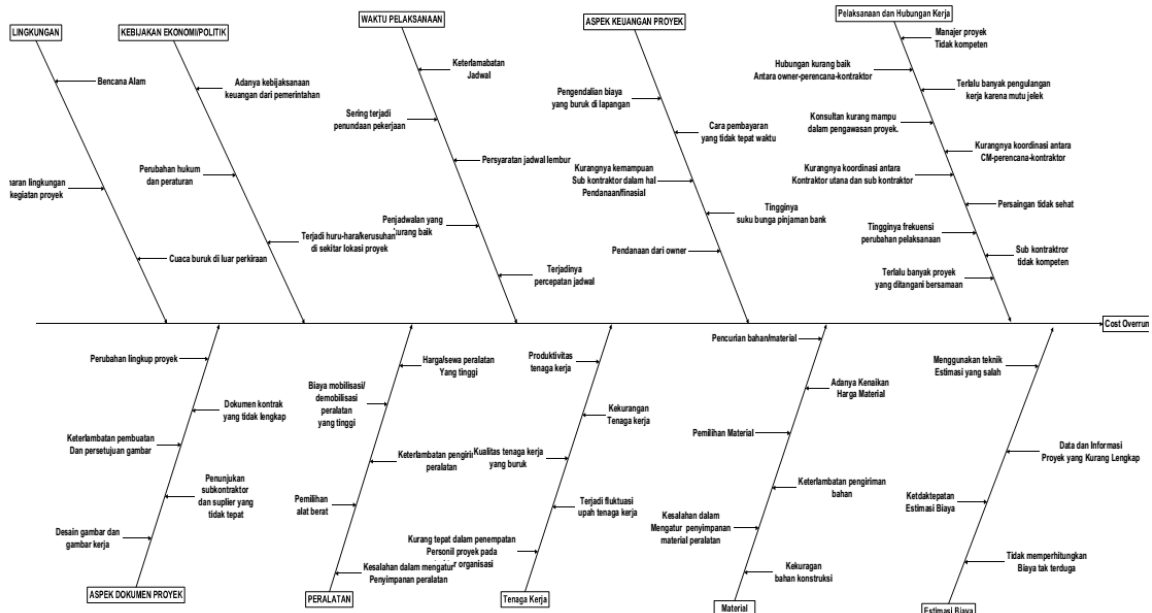 LINGKUNGAN
Bencana Alam
lingkungan
kegiatan proyek
Cuaca buruk di luar perkiraan
KEBIJAKAN EKONOMI/POLITIK
Adanya kebijaksanaan
keuangan dari pemerintahan
Perubahan hukum
dan peraturan
Terjadi huru-hara/kerusuhan
di sekitar lokasi proyek
WAKTU PELAKSANAAN
Keterlamabatan
Jadwal
Sering terjadi
penundaan pekerjaan
Persyaratan jadwal lembur
Penjadwalan yang
kurang baik
Terjadinya
percepatan jadwal
ASPEK KEUANGAN PROYEK
Pengendalian biaya
yang buruk di lapangan
Cara pembayaran
yang tidak tepat waktu
Kurangnya kemampuan
Sub kontraktor dalam hal
Pendanaan/finasial
Tingginya
suku bunga pinjaman bank
Pendanaan dari owner
Pelaksanaan dan Hubungan Kerja
Manajer proyek
Tidak kompeten
Hubungan kurang baik
Antara owner-perencana-kontraktor
Terlalu banyak pengulangan
kerja karena mutu jelek
Konsultan kurang mampu
dalam pengawasan proyek.
Kurangnya koordinasi antara
CM-perencana-kontraktor
Kurangnya koordinasi antara
Kontraktor utana dan sub kontraktor
Persaingan tidak sehat
Tingginya frekuensi
perubahan pelaksanaan
Sub kontraktror
tidak kompeten
Terlalu banyak proyek
yang ditangani bersamaan
Cost Overrun
Perubahan lingkup proyek
Dokumen kontrak
yang tidak lengkap
Keterlambatan pembuatan
Dan persetujuan gambar
Penunjukan
subkontraktor
dan suplier yang
tidak tepat
Desain gambar dan
gambar kerja
ASPEK DOKUMEN PROYEK
Harga/sewa peralatan
Yang tinggi
Biaya mobilisasi/
demobilisasi
peralatan
yang tinggi
Keterlambatan pengirim
peralatan
Pemilihan
alat berat
Kesalahan dalam mengatur
Penyimpanan peralatan
PERALATAN
Produktivitas
tenaga kerja
Kekurangan
Tenaga kerja
Kualitas tenaga kerja
yang buruk
Terjadi fluktuasi
upah tenaga kerja
Kurang tepat dalam penempatan
Personil proyek pada
organisasi
Tenaga Kerja
Pencurian bahan/material
Adanya Kenaikan
Harga Material
Pemilihan Material
Keterlambatan pengiriman
bahan
Kesalahan dalam
Mengatur penyimpanan
material peralatan
Kekuragan
bahan konstruksi
Material
Menggunakan teknik
Estimasi yang salah
Data dan Informasi
Proyek yang Kurang Lengkap
Ketdaktepatan
Estimasi Biaya
Tidak memperhitungkan
Biaya tak terduga
Estimasi Biaya